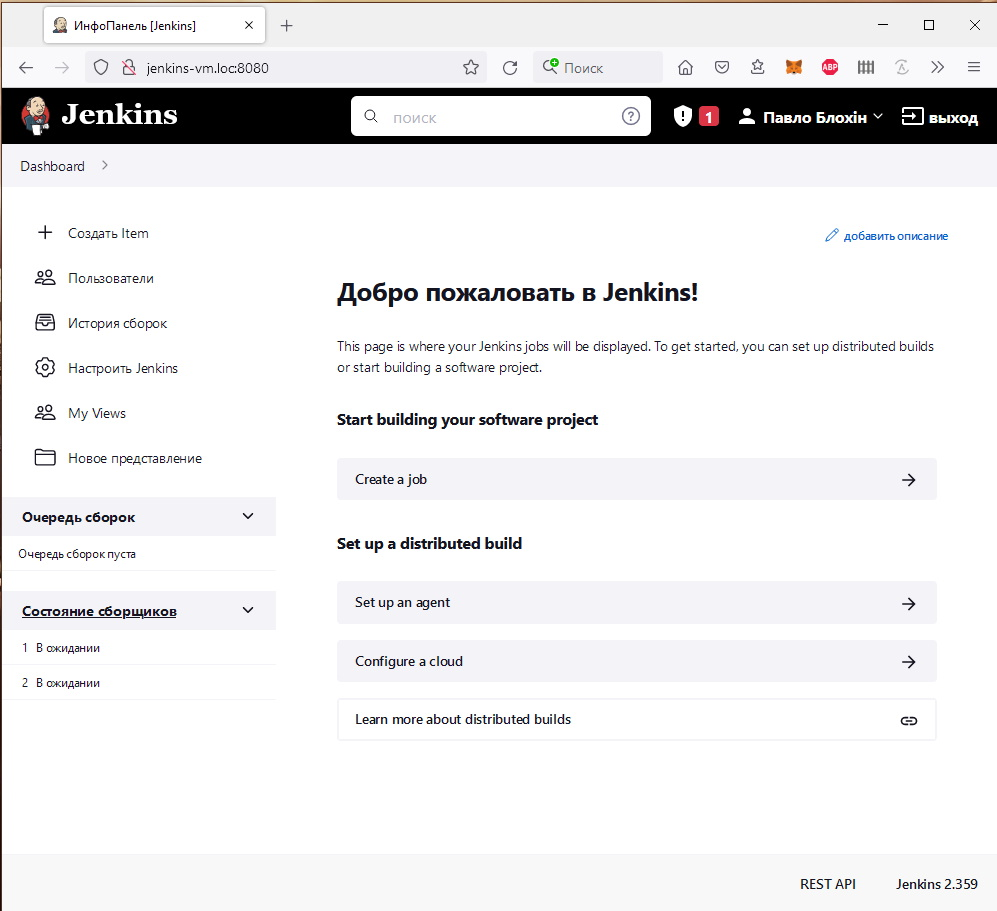 ИнфоПанель [Jenkins]
jenkins-vm.loc:8080
Поиск
ABP
Jenkins
поиск
?
1
Павло Блохін
выход
Dashboard
Создать Item
Пользователи
История сборок
Настроить Jenkins
My Views
Новое представление
Очередь сборок
Очередь сборок пуста
Состояние сборщиков
1 В ожидании
2 В ожидании
добавить описание
Добро пожаловать в Jenkins!
This page is where your Jenkins jobs will be displayed. To get started, you can set up distributed builds
or start building a software project.
Start building your software project
Create a job
Set up a distributed build
Set up an agent
Configure a cloud
Learn more about distributed builds
REST API
Jenkins 2.359